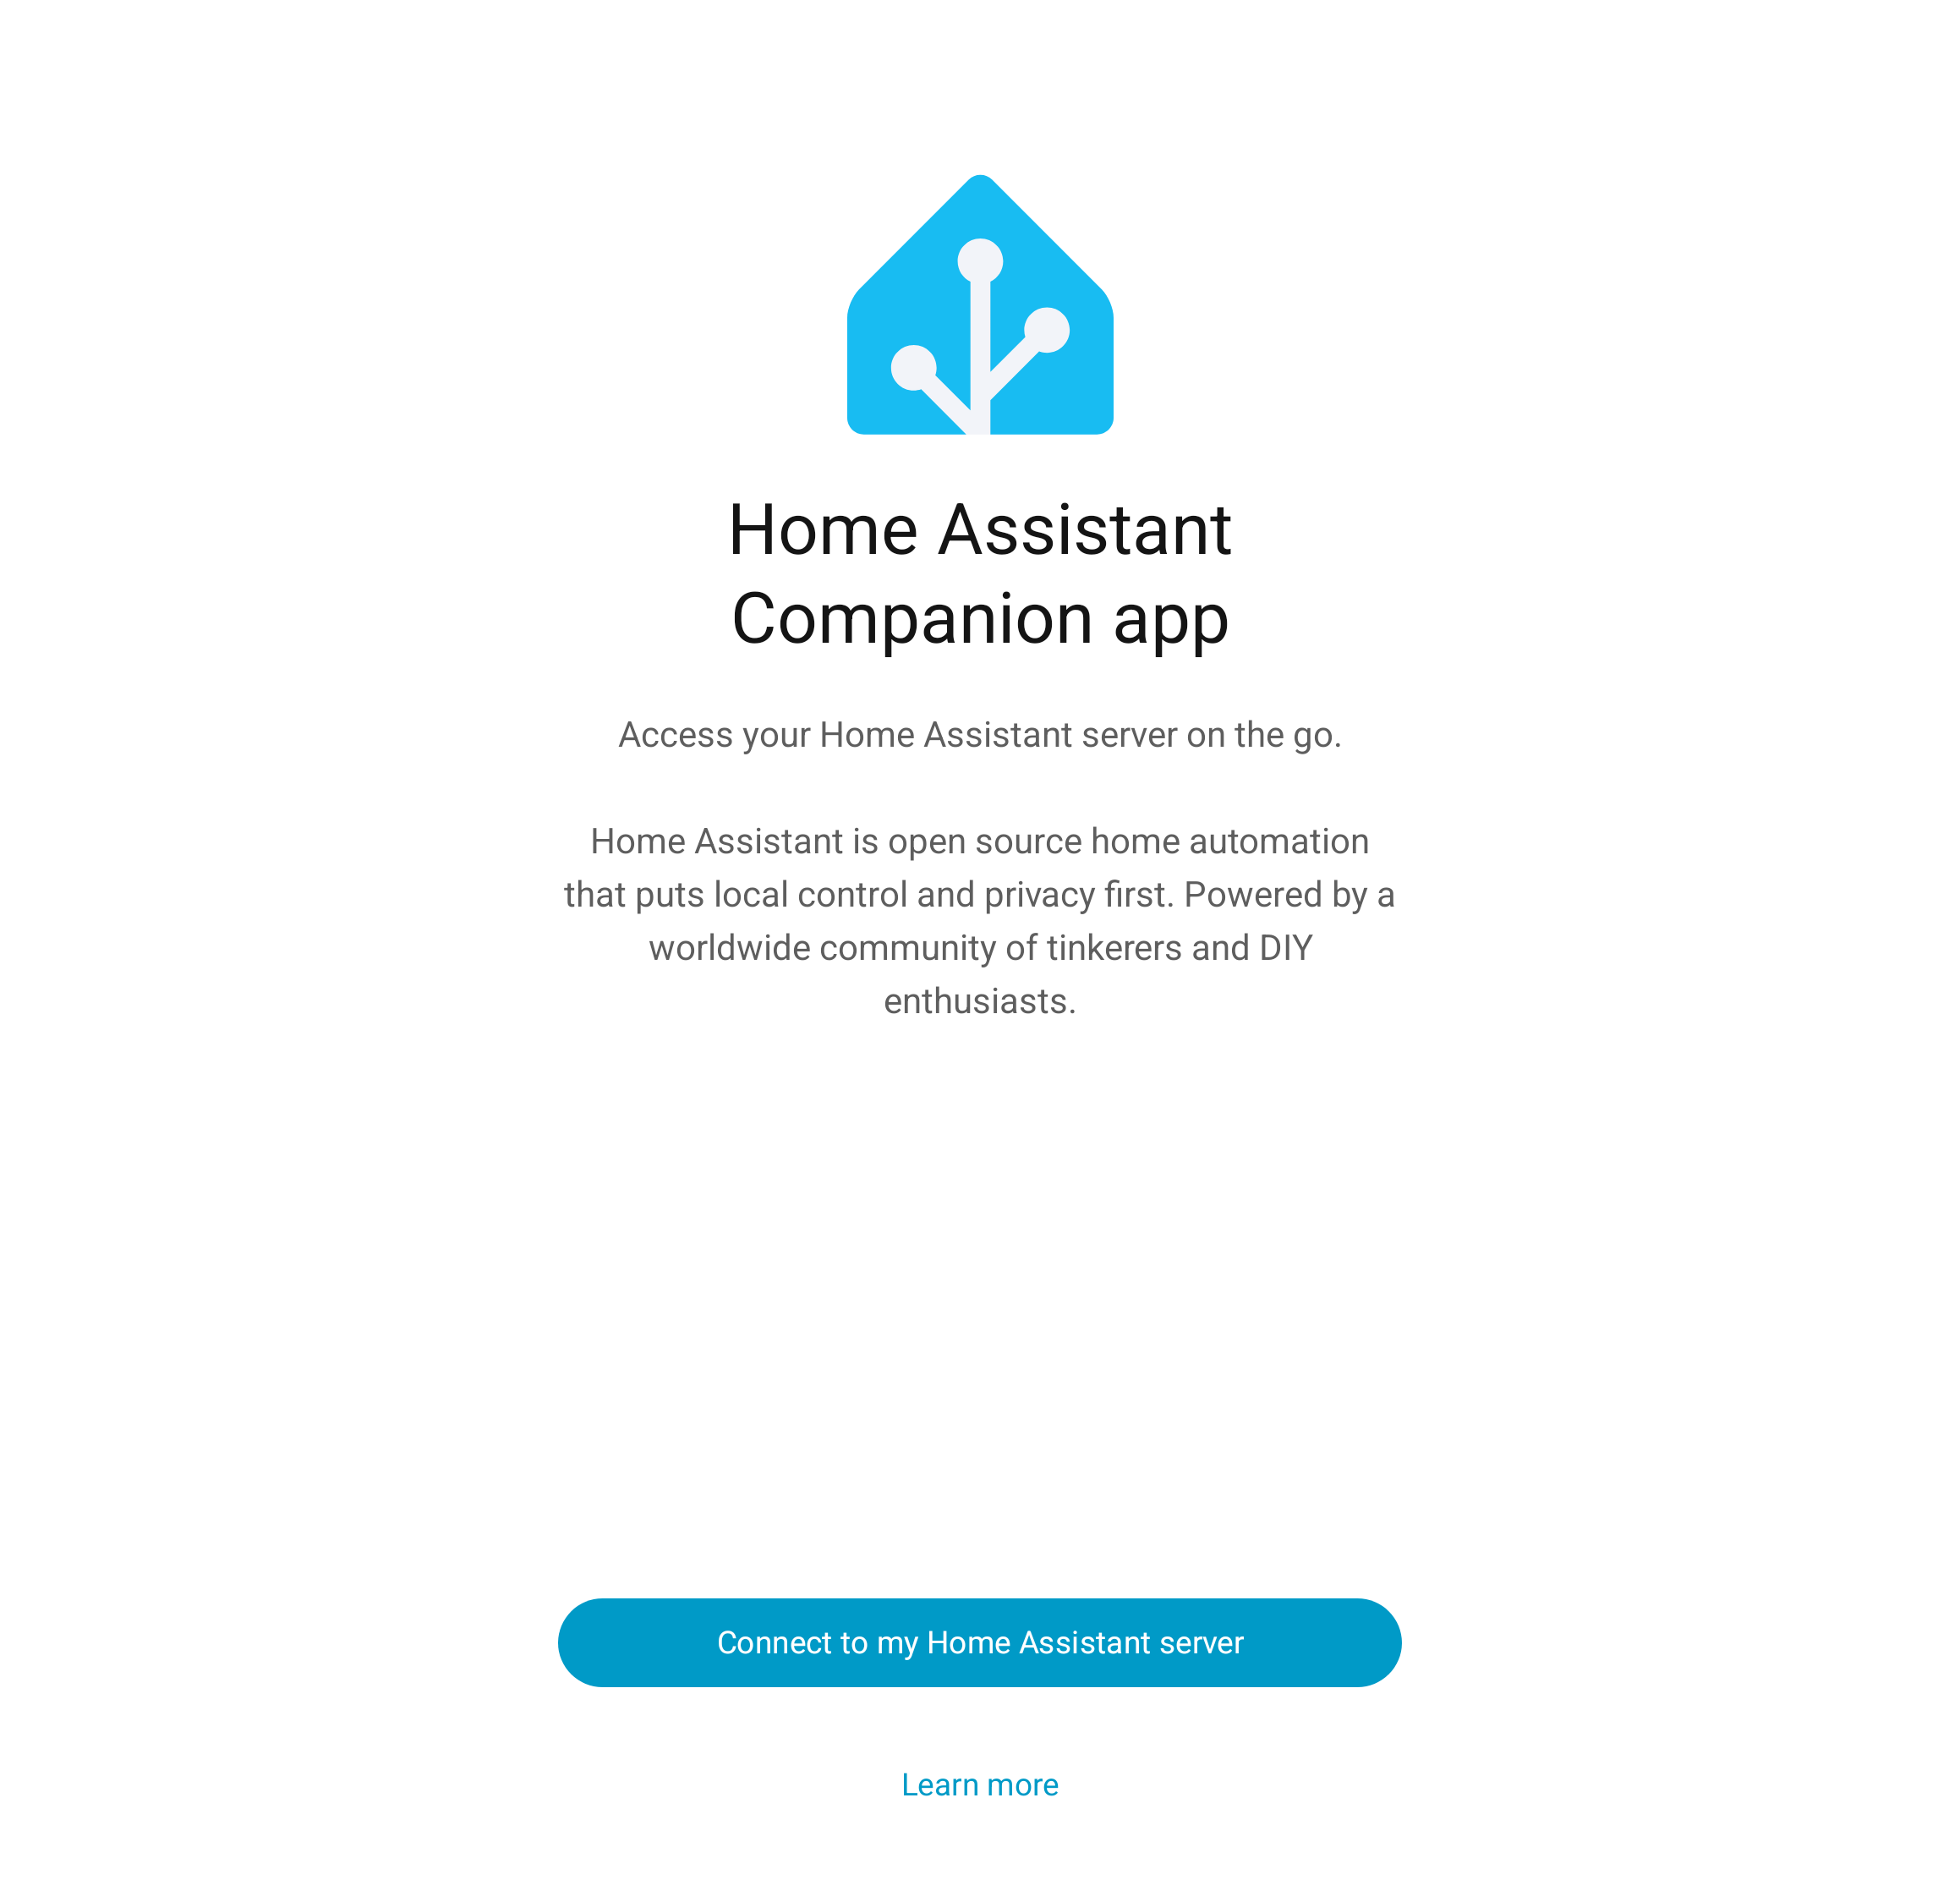 Home Assistant
Companion app
Access your Home Assistant server on the go.
Home Assistant is open source home automation
that puts local control and privacy first. Powered by a
worldwide community of tinkerers and DIY
enthusiasts.
Connect to my Home Assistant server
Learn more